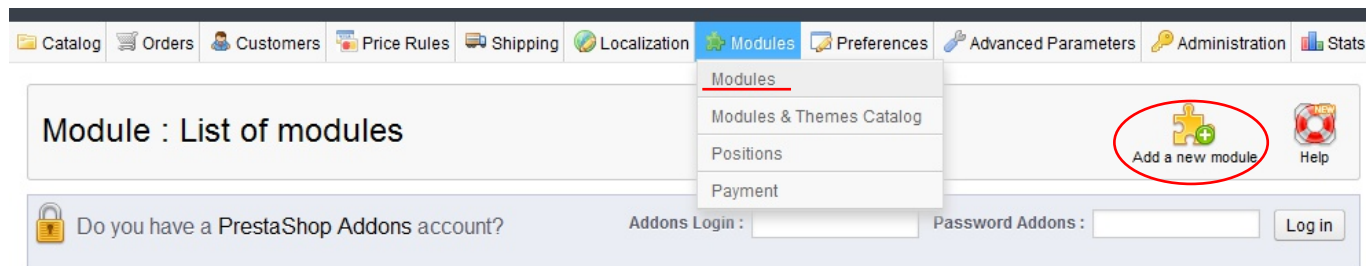 Catalog Orders Customers Price Rules Shipping Localization Modules Preferences Advanced Parameters Administration Stats
Modules
Modules & Themes Catalog
Positions
Payment
Module : List of modules
Add a new module
NEW
Help
Do you have a PrestaShop Addons account? Addons Login : Password Addons : Log in